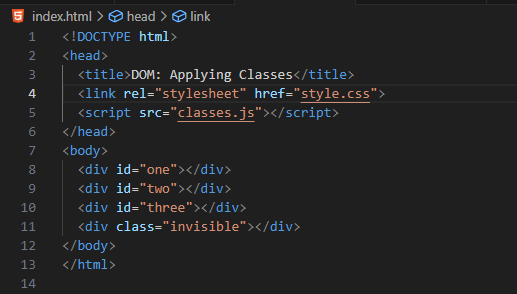 index.html > head > link
1 <!DOCTYPE html>
2 <head>
3   <title>DOM: Applying Classes</title>
4   <link rel="stylesheet" href="style.css">
5   <script src="classes.js"></script>
6 </head>
7 <body>
8   <div id="one"></div>
9   <div id="two"></div>
10   <div id="three"></div>
11   <div class="invisible"></div>
12 </body>
13 </html>
14